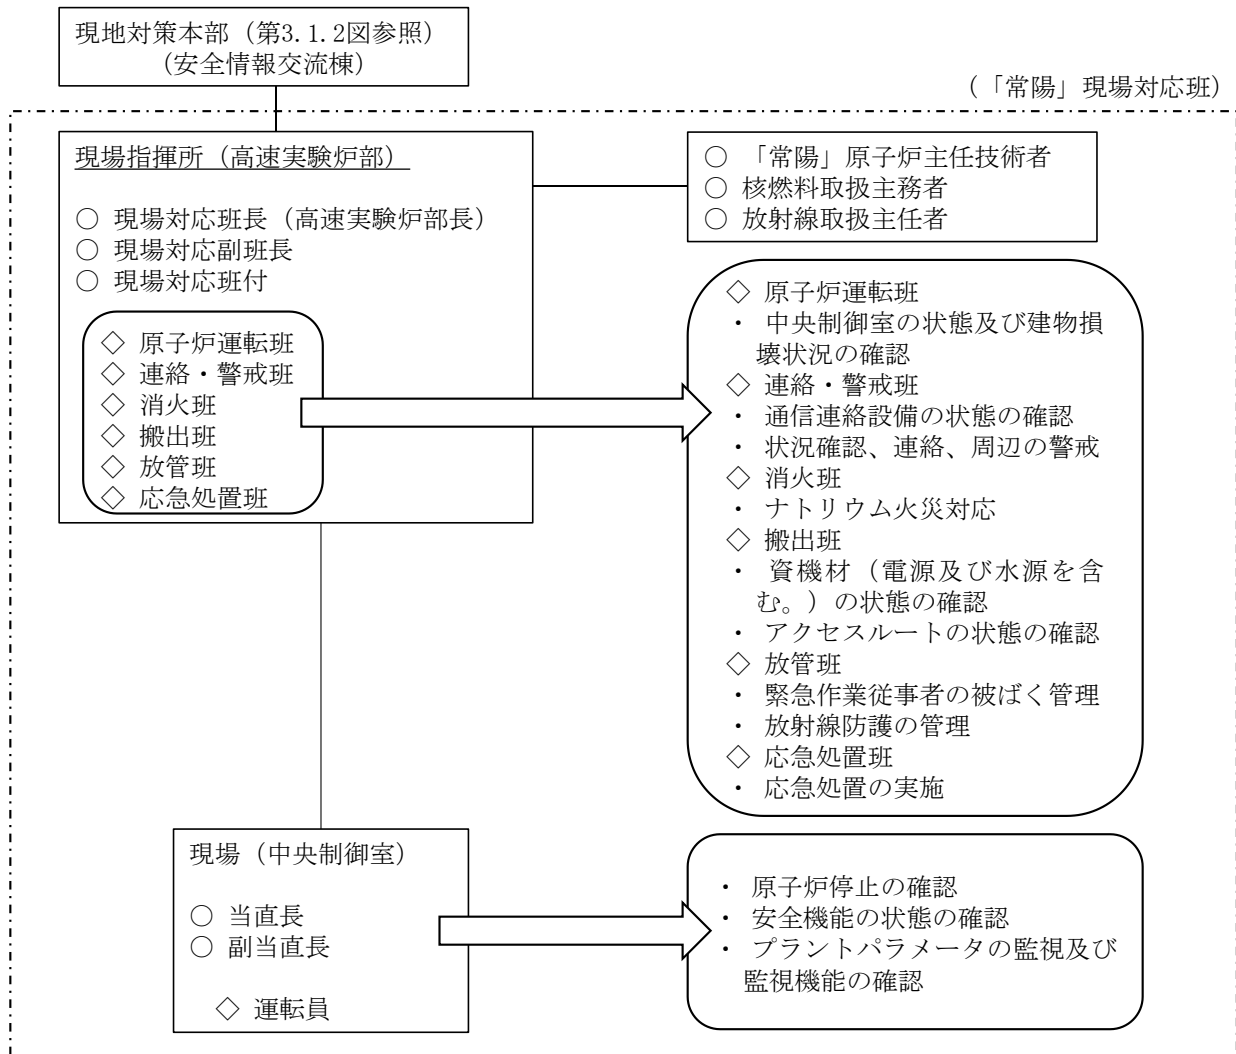 現地対策本部（第3.1.2図参照）
（安全情報交流棟）
（「常陽」現場対応班）
現場指揮所（高速実験炉部）
○ 現場対応班長（高速実験炉部長）
○ 現場対応副班長
○ 現場対応班付
◇ 原子炉運転班
◇ 連絡・警戒班
◇ 消火班
◇ 搬出班
◇ 放管班
◇ 応急処置班
○ 「常陽」原子炉主任技術者
○ 核燃料取扱主務者
○ 放射線取扱主任者
◇ 原子炉運転班
・ 中央制御室の状態及び建物損
壊状況の確認
◇ 連絡・警戒班
・ 通信連絡設備の状態の確認
・ 状況確認、連絡、周辺の警戒
◇ 消火班
・ ナトリウム火災対応
◇ 搬出班
・ 資機材（電源及び水源を含
む。）の状態の確認
・ アクセスルートの状態の確認
◇ 放管班
・ 緊急作業従事者の被ばく管理
・ 放射線防護の管理
◇ 応急処置班
・ 応急処置の実施
現場（中央制御室）
○ 当直長
○ 副当直長
◇ 運転員
・ 原子炉停止の確認
・ 安全機能の状態の確認
・ プラントパラメータの監視及び
監視機能の確認